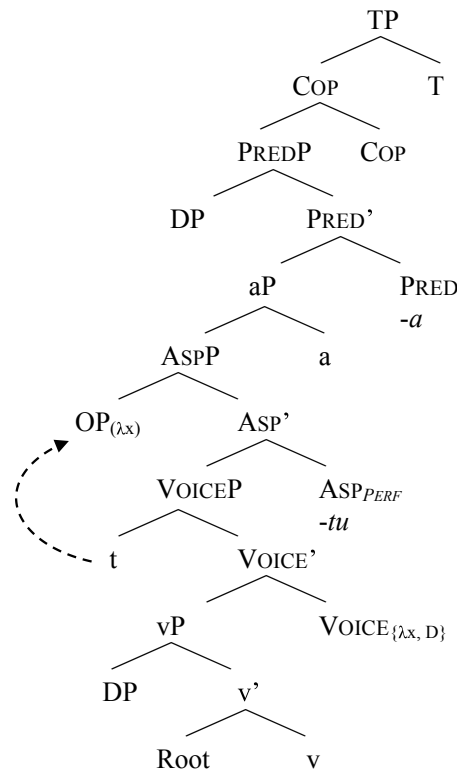 TP
COP T
PREDP COP
DP PRED’
aP PRED
-a
ASPP a
OP(λx) ASP’
VOICEP ASPPERF
-tu
t VOICE’
vP VOICE{λx, D}
DP v’
Root v